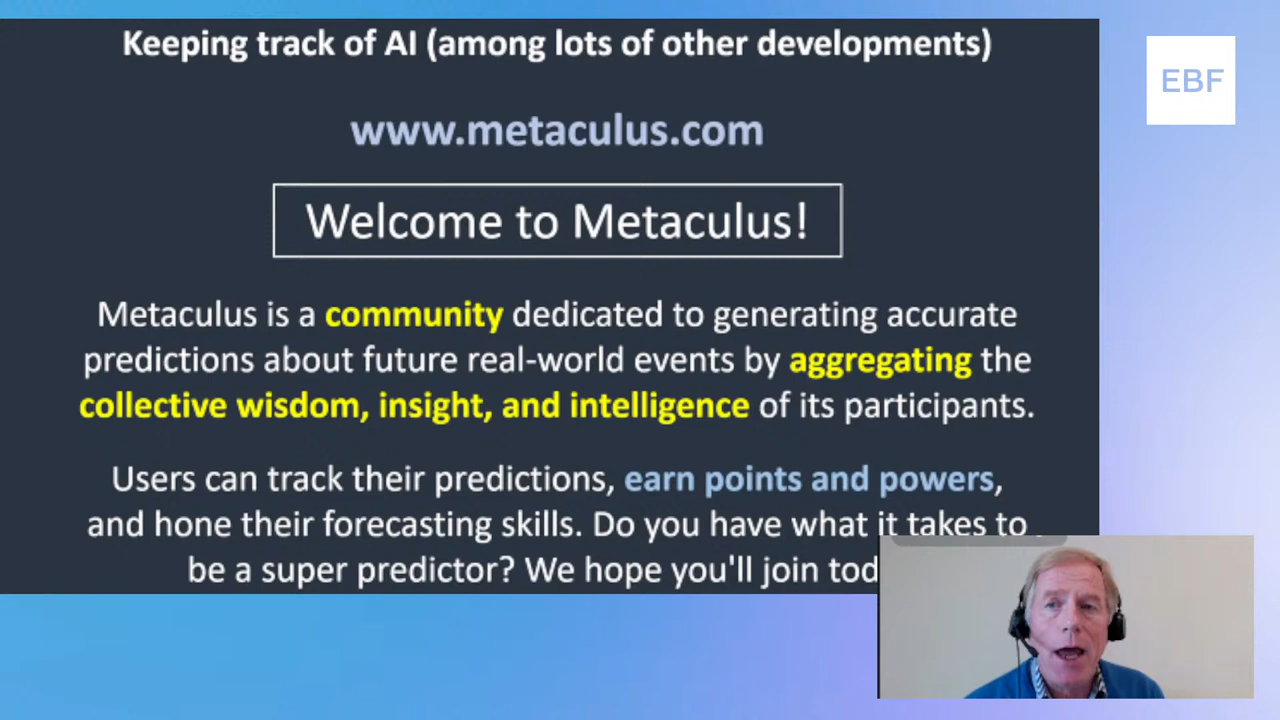 Keeping track of AI (among lots of other developments)
EBF
www.metaculus.com
Welcome to Metaculus!
Metaculus is a community dedicated to generating accurate
predictions about future real-world events by aggregating the
collective wisdom, insight, and intelligence of its participants.
Users can track their predictions, earn points and powers,
and hone their forecasting skills. Do you have what it takes to
be a super predictor? We hope you'll join tod